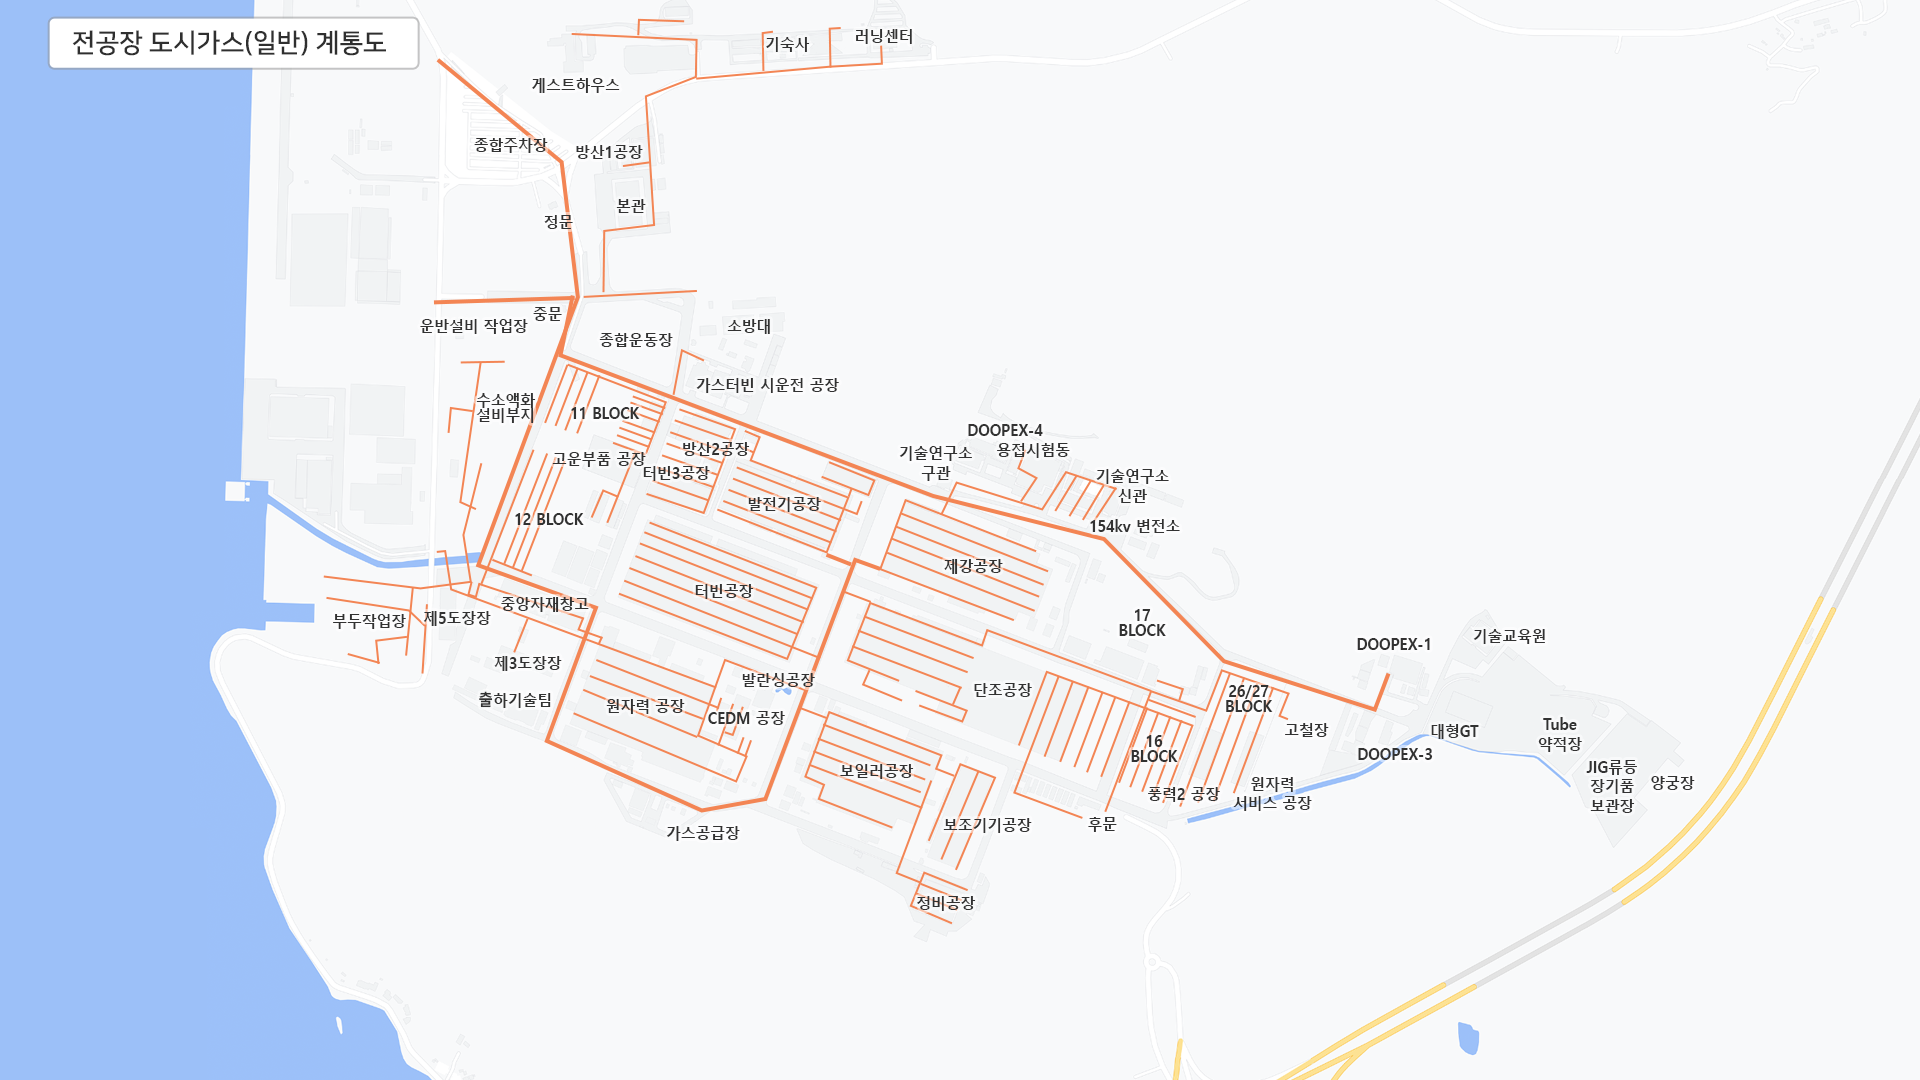 전공장 도시가스(일반) 계통도
기숙사
러닝센터
게스트하우스
종합주차장
방산1공장
본관
정문
중문
운반설비 작업장
종합운동장
소방대
가스터빈 시운전 공장
수소액화
설비부지
11 BLOCK
고운부품 공장
방산2공장
터빈3공장
발전기공장
12 BLOCK
DOOPEX-4
기술연구소
구관
용접시험동
기술연구소
신관
154kv 변전소
제강공장
터빈공장
중앙자재창고
제5도장장
부두작업장
17
BLOCK
DOOPEX-1
기술교육원
제3도장장
출하기술팀
원자력 공장
발란싱공장
CEDM 공장
단조공장
26/27
BLOCK
고철장
대형GT
Tube
야적장
16
BLOCK
DOOPEX-3
보일러공장
JIG류등
장기품
보관장
양궁장
풍력2 공장
원자력
서비스 공장
가스공급장
보조기기공장
후문
정비공장